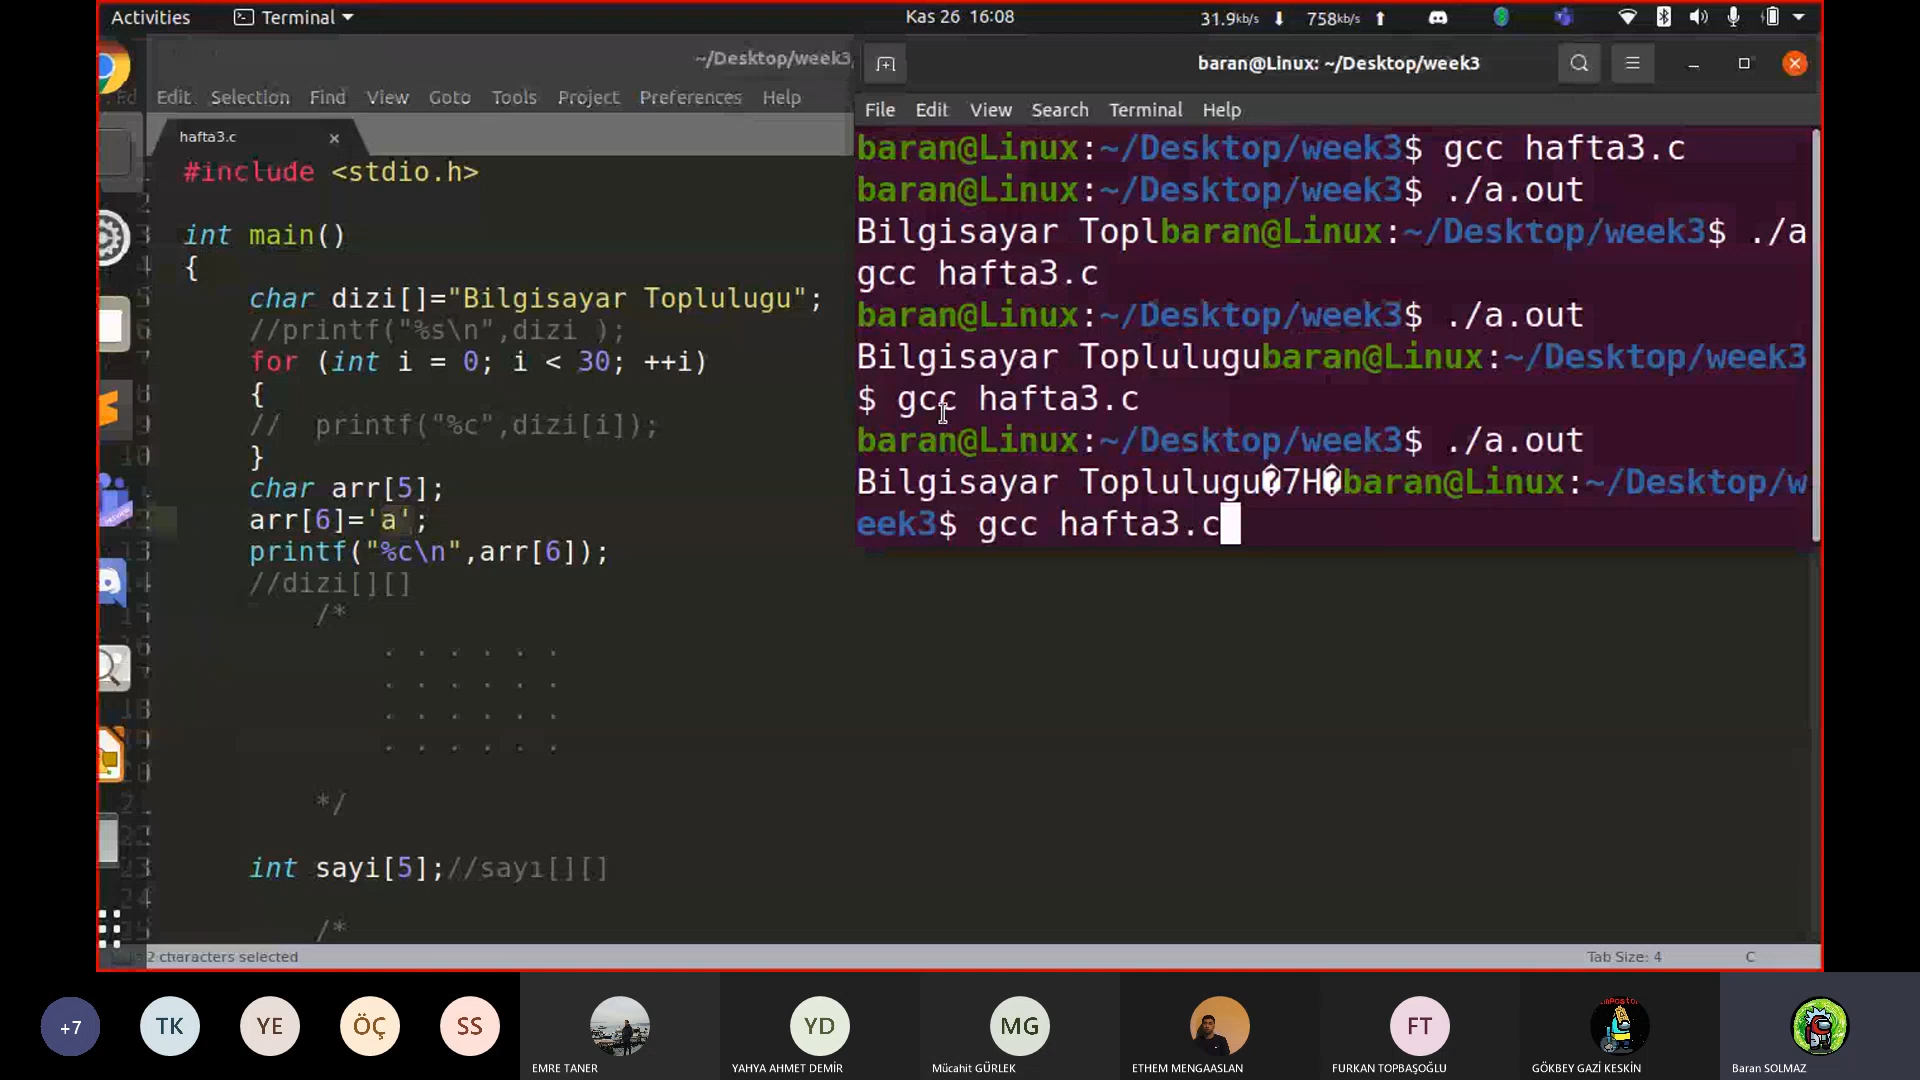 Activities
Terminal
Kas 26 16:08
31.9kb/s
758kb/s
~/Desktop/week3
Edit Selection Find View Goto Tools Project Preferences Help
hafta3.c
#include <stdio.h>
int main()
{
char dizi[]="Bilgisayar Toplulugu";
//printf("%s\n",dizi );
for (int i = 0; i < 30; ++i)
{
// printf("%c",dizi[i]);
}
char arr[5];
arr[6]='a';
printf("%c\n",arr[6]);
//dizi[][]
/*
. . . . . .
. . . . . .
. . . . . .
. . . . . .
*/
int sayi[5];//sayı[][]
/*
2 characters selected
Tab Size: 4
C
baran@Linux: ~/Desktop/week3
File Edit View Search Terminal Help
baran@Linux:~/Desktop/week3$ gcc hafta3.c
baran@Linux:~/Desktop/week3$ ./a.out
Bilgisayar Toplbaran@Linux:~/Desktop/week3$ ./a
gcc hafta3.c
baran@Linux:~/Desktop/week3$ ./a.out
Bilgisayar Toplulugubaran@Linux:~/Desktop/week3
$ gcc hafta3.c
baran@Linux:~/Desktop/week3$ ./a.out
Bilgisayar Toplulugu�7H�baran@Linux:~/Desktop/w
eek3$ gcc hafta3.c
+7
TK
YE
ÖÇ
SS
EMRE TANER
YD
YAHYA AHMET DEMİR
MG
Mücahit GÜRLEK
ETHEM MENGAASLAN
FT
FURKAN TOPBAŞOĞLU
GÖKBEY GAZİ KESKİN
Baran SOLMAZ